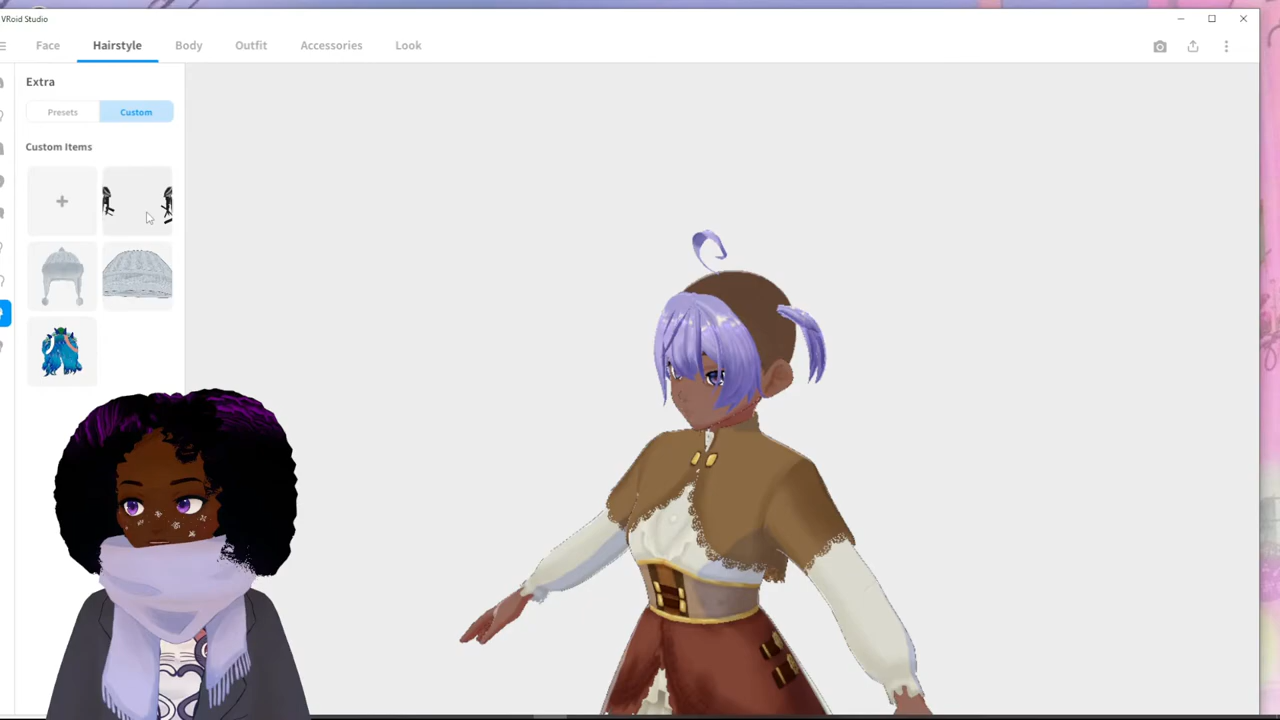 VRoid Studio
Face Hairstyle Body Outfit Accessories Look
Extra
Presets Custom
Custom Items